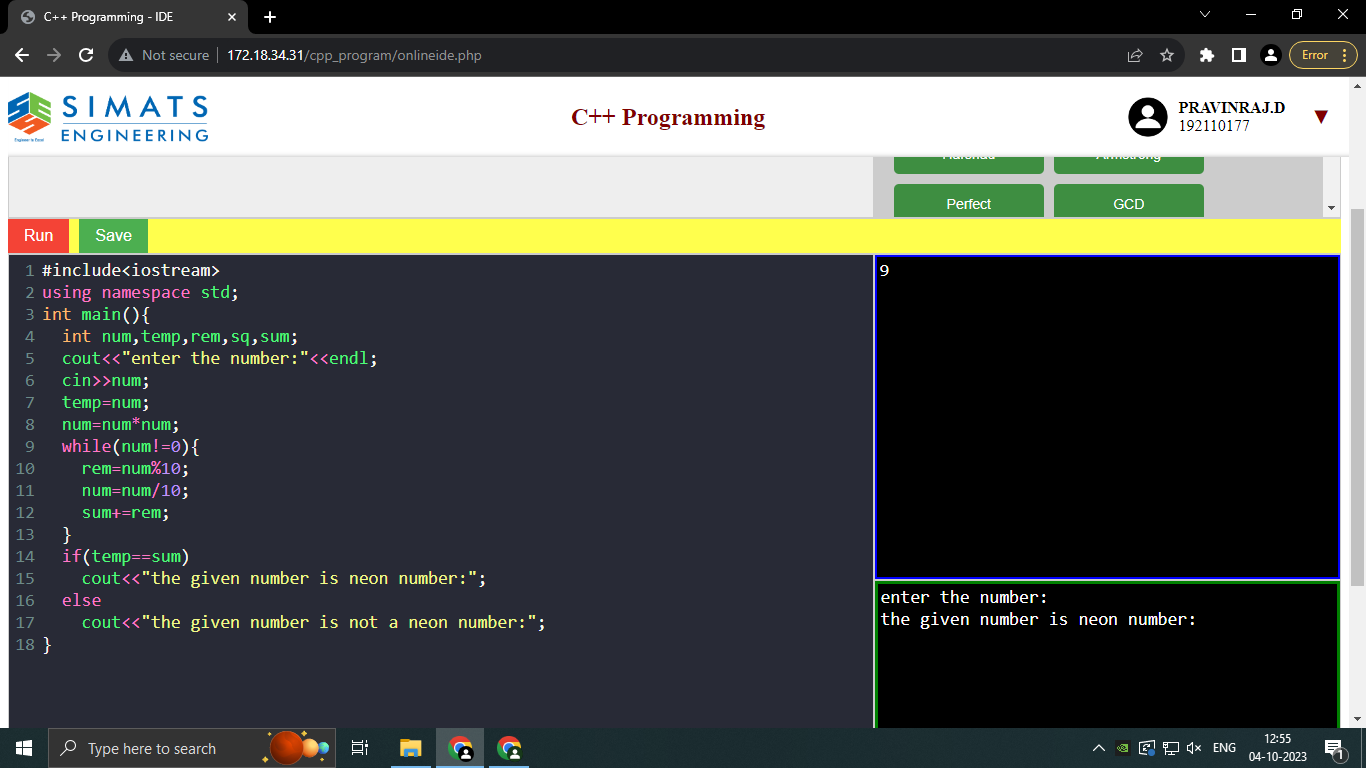 C++ Programming - IDE
Not secure
172.18.34.31/cpp_program/onlineide.php
Error
SIMATS
ENGINEERING
Engineer to Excel
C++ Programming
PRAVINRAJ.D
192110177
Armstrong
Perfect
GCD
Run
Save
1 #include<iostream>
2 using namespace std;
3 int main(){
4   int num,temp,rem,sq,sum;
5   cout<<"enter the number:"<<endl;
6   cin>>num;
7   temp=num;
8   num=num*num;
9   while(num!=0){
10     rem=num%10;
11     num=num/10;
12     sum+=rem;
13   }
14   if(temp==sum)
15     cout<<"the given number is neon number:";
16   else
17     cout<<"the given number is not a neon number:";
18 }
9
enter the number:
the given number is neon number:
Type here to search
ENG
12:55
04-10-2023
1